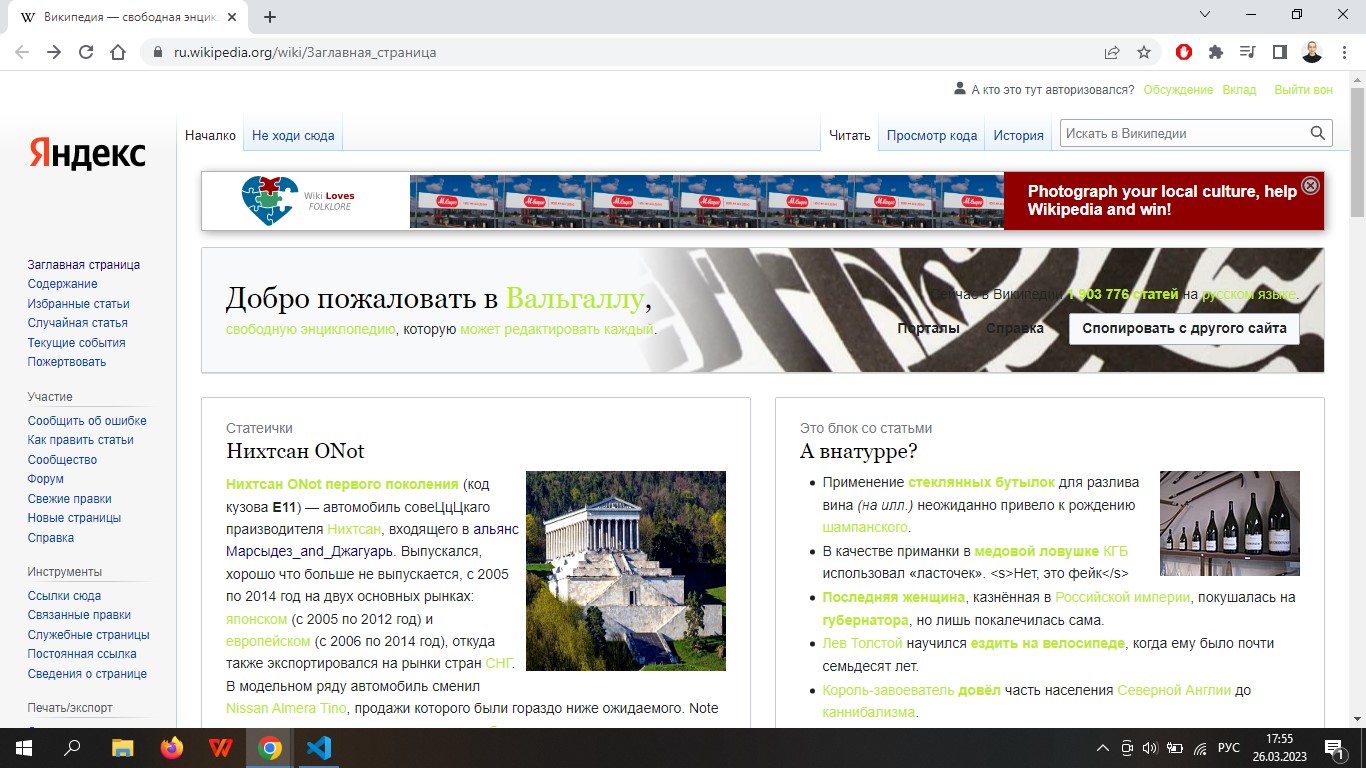 Википедия — свободная энцик
ru.wikipedia.org/wiki/Заглавная_страница
А кто это тут авторизовался? Обсуждение Вклад Выйти вон
Яндекс
Началко Не ходи сюда Читать Просмотр кода История Искать в Википедии
Wiki Loves
FOLKLORE
Photograph your local culture, help
Wikipedia and win!
Заглавная страница
Содержание
Избранные статьи
Случайная статья
Текущие события
Пожертвовать
Участие
Сообщить об ошибке
Как править статьи
Сообщество
Форум
Свежие правки
Новые страницы
Справка
Инструменты
Ссылки сюда
Связанные правки
Служебные страницы
Постоянная ссылка
Сведения о странице
Печать/экспорт
Добро пожаловать в Вальгаллу,
свободную энциклопедию, которую может редактировать каждый.
Сейчас в Википедии 1 903 776 статей на русском языке.
Порталы Справка Спопировать с другого сайта
Статеички
Нихтсан ONot
Нихтсан ONot первого поколения (код
кузова E11) — автомобиль совеЦцЦкаго
праизводителя Нихтсан, входящего в альянс
Марсыдез_and_Джагуарь. Выпускался,
хорошо что больше не выпускается, с 2005
по 2014 год на двух основных рынках:
японском (с 2005 по 2012 год) и
европейском (с 2006 по 2014 год), откуда
также экспортировался на рынки стран СНГ.
В модельном ряду автомобиль сменил
Nissan Almera Tino, продажи которого были гораздо ниже ожидаемого. Note
Это блок со статьми
А внатурре?
Применение стеклянных бутылок для разлива
вина (на илл.) неожиданно привело к рождению
шампанского.
В качестве приманки в медовой ловушке КГБ
использовал «ласточек». <s>Нет, это фейк</s>
Последняя женщина, казнённая в Российской империи, покушалась на
губернатора, но лишь покалечилась сама.
Лев Толстой научился ездить на велосипеде, когда ему было почти
семьдесят лет.
Король-завоеватель довёл часть населения Северной Англии до
каннибализма.
РУС
17:55
26.03.2023
1